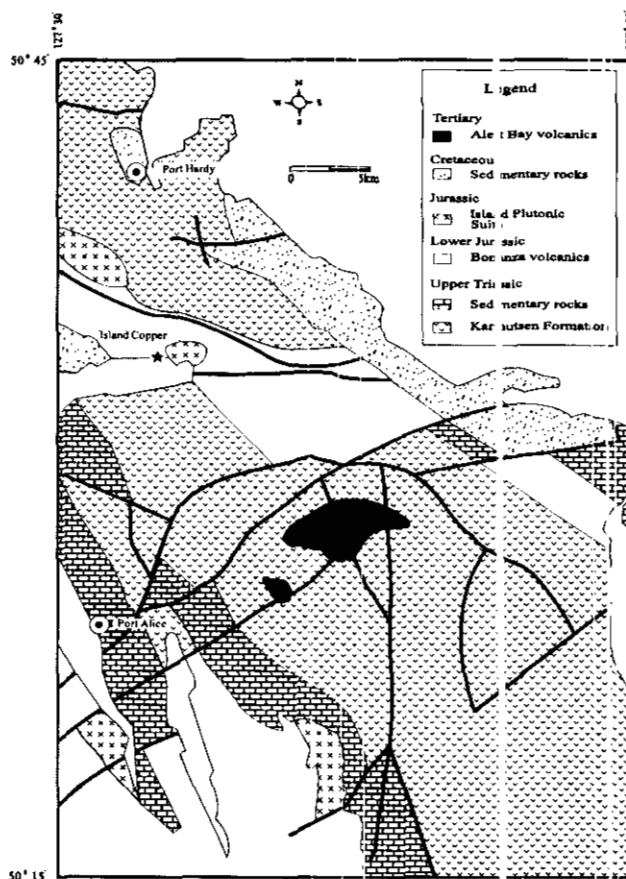 127° 30'
50° 45'
N
W
S
0
5km
Port Hardy
Island Copper
Port Alice
50° 15'
Legend
Tertiary
Alert Bay volcanics
Cretaceous
Sedimentary rocks
Jurassic
Island Plutonic
Suite
Lower Jurassic
Bonanza volcanics
Upper Triassic
Sedimentary rocks
Karmutsen Formation